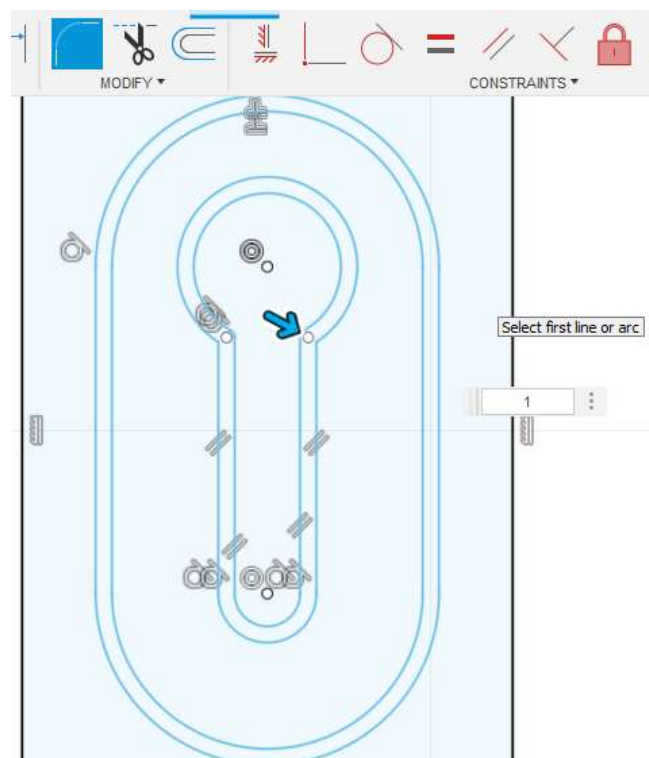 MODIFY ▾
CONSTRAINTS ▾
Select first line or arc
1